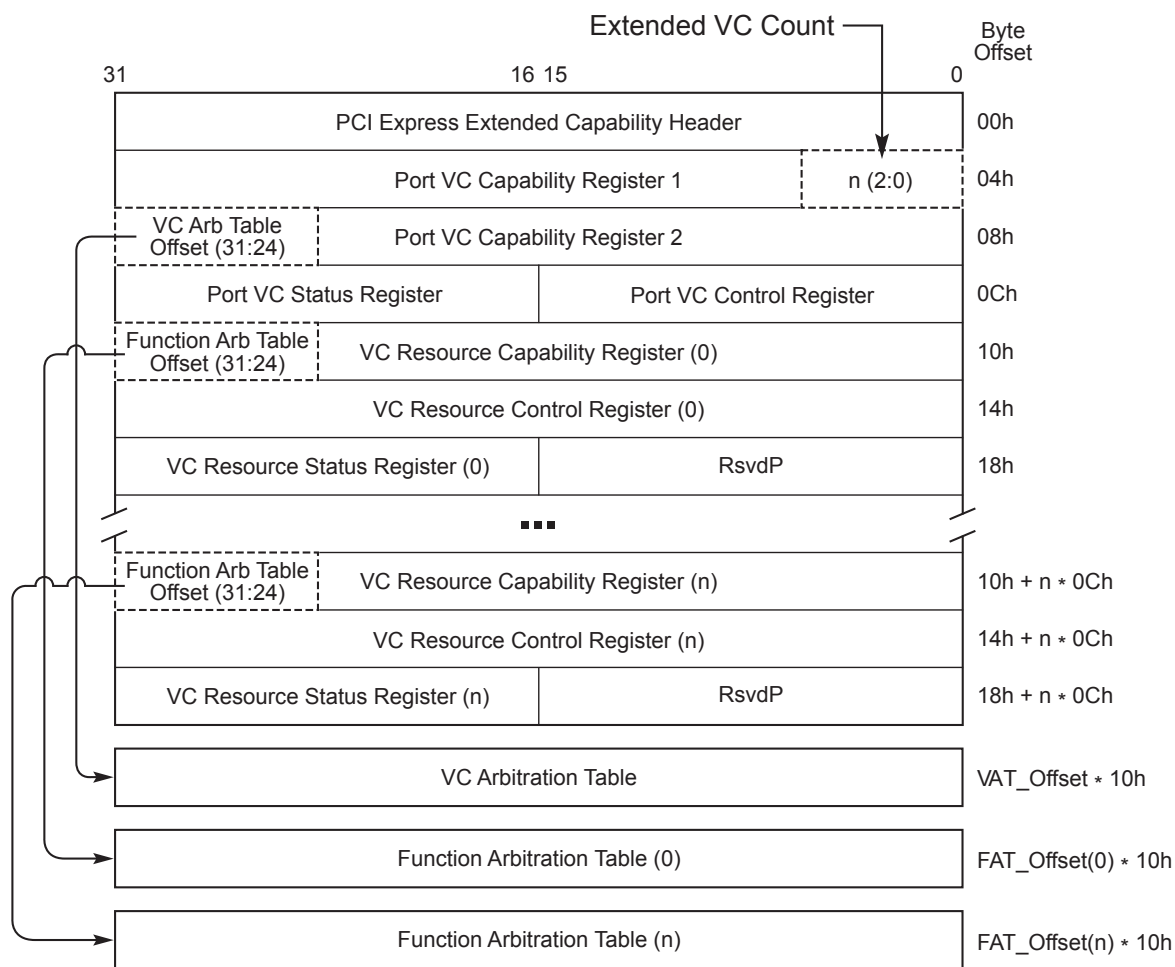 Extended VC Count
Byte
Offset
31 16 15 0
PCI Express Extended Capability Header 00h
Port VC Capability Register 1 n (2:0) 04h
VC Arb Table
Offset (31:24)
Port VC Capability Register 2 08h
Port VC Status Register Port VC Control Register 0Ch
Function Arb Table
Offset (31:24)
VC Resource Capability Register (0) 10h
VC Resource Control Register (0) 14h
VC Resource Status Register (0) RsvdP 18h
...
Function Arb Table
Offset (31:24)
VC Resource Capability Register (n) 10h + n * 0Ch
VC Resource Control Register (n) 14h + n * 0Ch
VC Resource Status Register (n) RsvdP 18h + n * 0Ch
VC Arbitration Table VAT_Offset * 10h
Function Arbitration Table (0) FAT_Offset(0) * 10h
Function Arbitration Table (n) FAT_Offset(n) * 10h